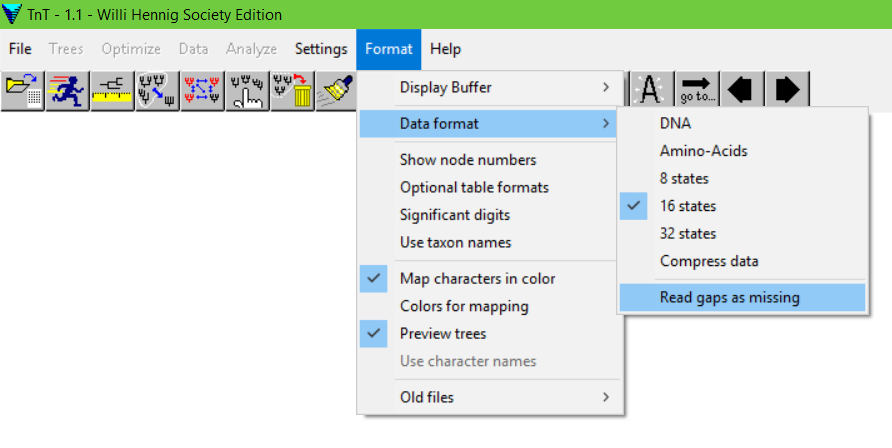 TnT - 1.1 - Willi Hennig Society Edition
File Trees Optimize Data Analyze Settings Format Help
A go to...
Display Buffer
Data format
Show node numbers
Optional table formats
Significant digits
Use taxon names
Map characters in color
Colors for mapping
Preview trees
Use character names
Old files
DNA
Amino-Acids
8 states
16 states
32 states
Compress data
Read gaps as missing